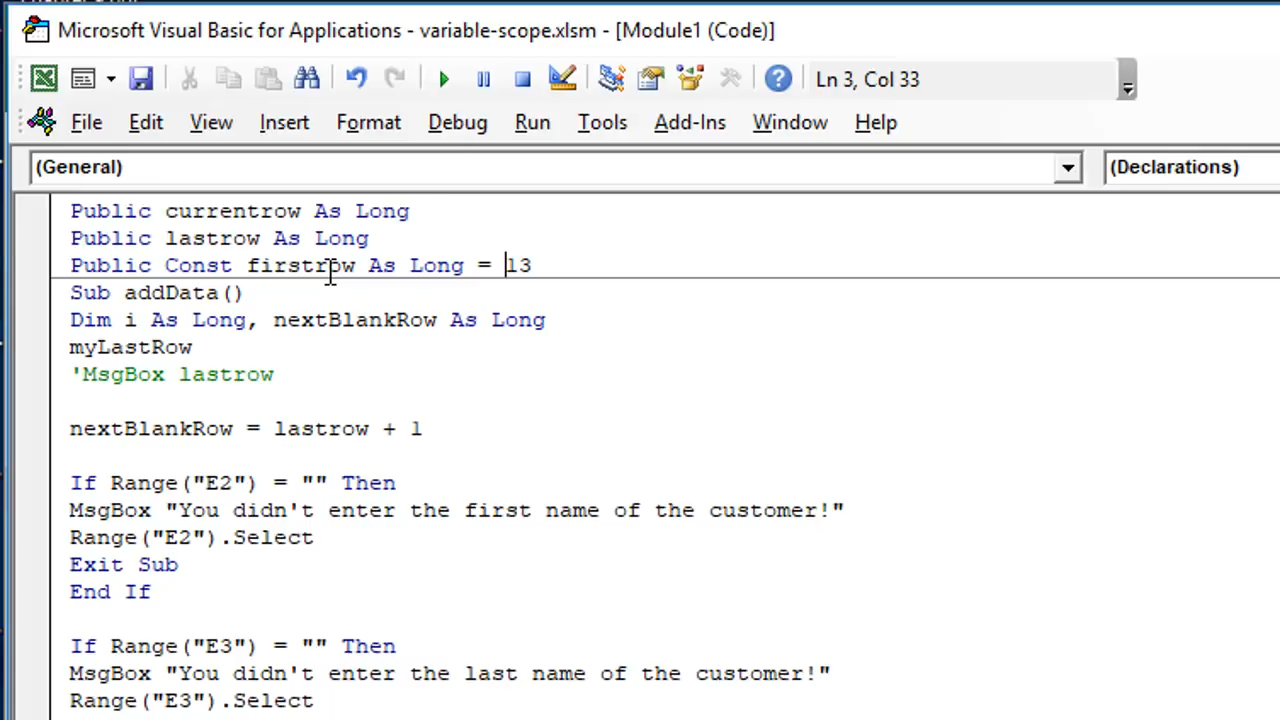 Microsoft Visual Basic for Applications - variable-scope.xlsm - [Module1 (Code)]
Ln 3, Col 33
File Edit View Insert Format Debug Run Tools Add-Ins Window Help
(General) (Declarations)
Public currentrow As Long
Public lastrow As Long
Public Const firstrow As Long = 13
Sub addData()
Dim i As Long, nextBlankRow As Long
myLastRow
'MsgBox lastrow
nextBlankRow = lastrow + 1
If Range("E2") = "" Then
MsgBox "You didn't enter the first name of the customer!"
Range("E2").Select
Exit Sub
End If
If Range("E3") = "" Then
MsgBox "You didn't enter the last name of the customer!"
Range("E3").Select